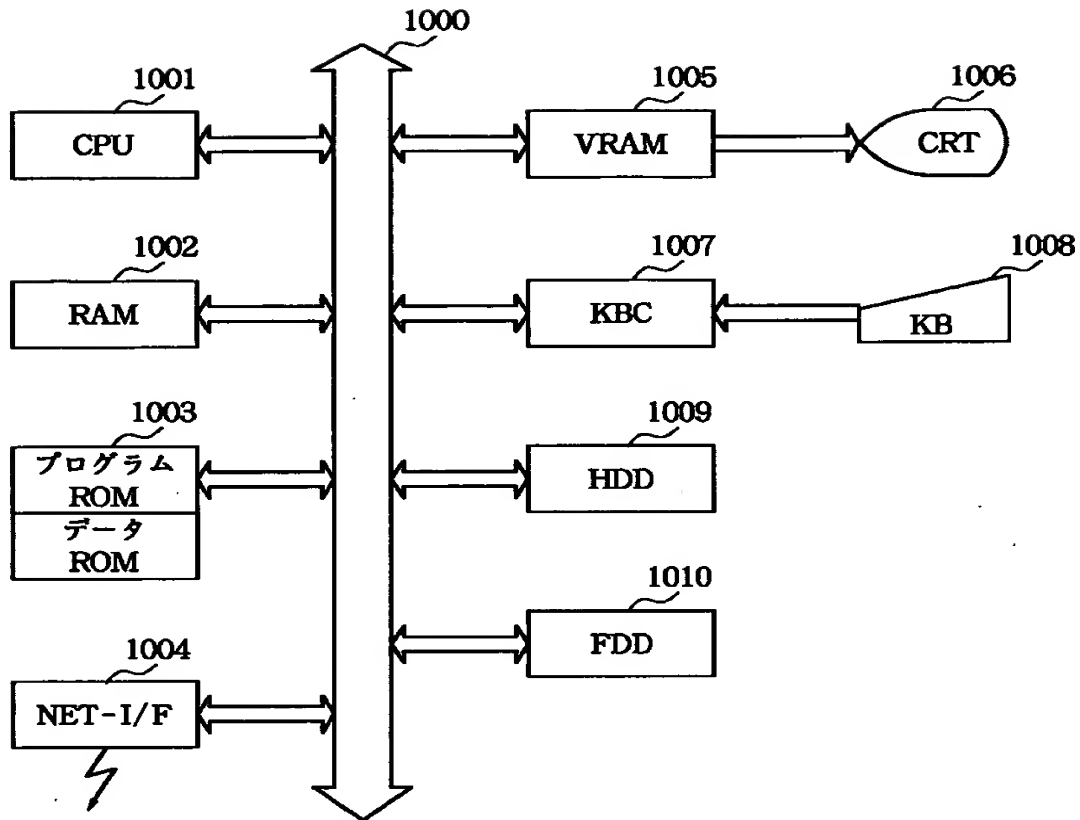 1000
1001
CPU
1005
VRAM
1006
CRT
1002
RAM
1007
KBC
1008
KB
1003
プログラム
ROM
データ
ROM
1009
HDD
1010
FDD
1004
NET-I/F